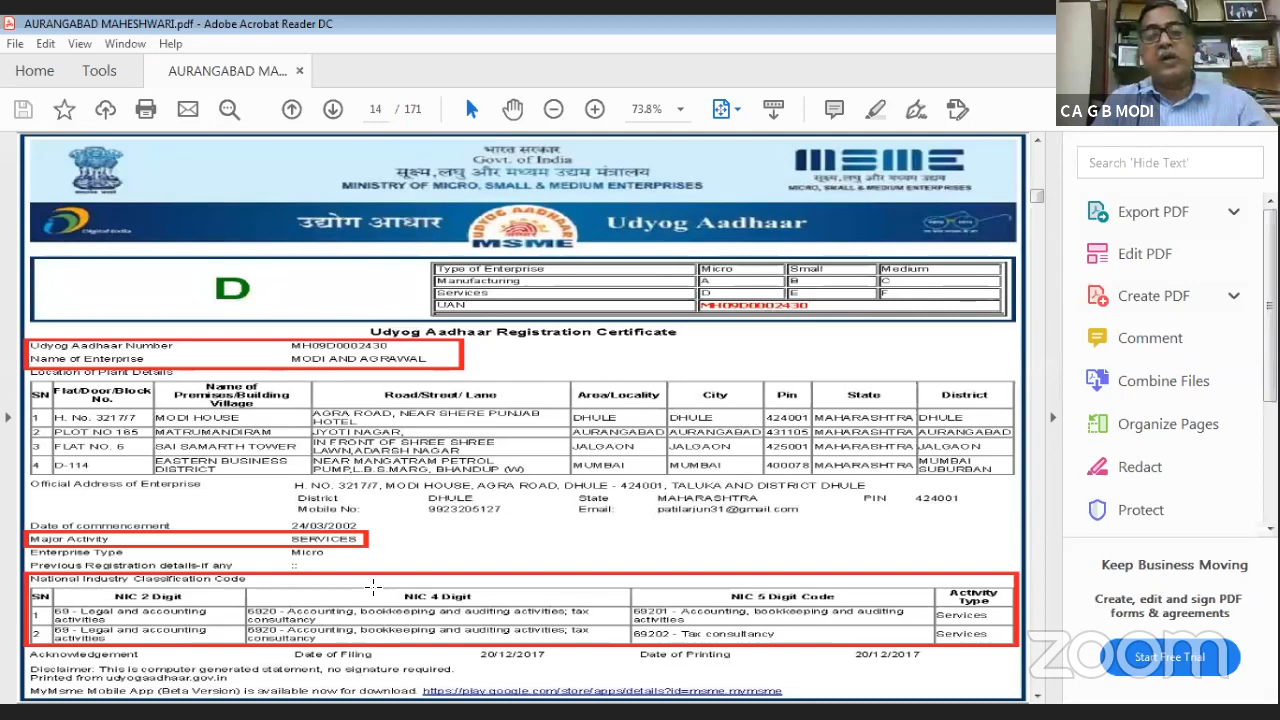 AURANGABAD MAHESHWARI.pdf - Adobe Acrobat Reader DC
File Edit View Window Help
Home Tools AURANGABAD MA... ×
14 / 171 73.8%
C A G B MODI
भारत सरकार
Govt. of India
सूक्ष्म, लघु और मध्यम उद्यम मंत्रालय
MINISTRY OF MICRO, SMALL & MEDIUM ENTERPRISES
msme
सूक्ष्म, लघु और मध्यम उद्यम
MICRO, SMALL & MEDIUM ENTERPRISES
Digital India
उद्योग आधार
UDYOG AADHAAR
MSME
Udyog Aadhaar
D
Type of Enterprise Micro Small Medium
Manufacturing A B C
Services D E F
UAN MH09D0002430
Udyog Aadhaar Registration Certificate
Udyog Aadhaar Number MH09D0002430
Name of Enterprise MODI AND AGRAWAL
Location of Plant Details
SN Flat/Door/Block No. Name of Premises/Building Village Road/Street/ Lane Area/Locality City Pin State District
1 H. No. 3217/7 MODI HOUSE AGRA ROAD, NEAR SHERE PUNJAB HOTEL DHULE DHULE 424001 MAHARASHTRA DHULE
2 PLOT NO 165 MATRUMANDIRAM JYOTI NAGAR, AURANGABAD AURANGABAD 431105 MAHARASHTRA AURANGABAD
3 FLAT NO. 6 SAI SAMARTH TOWER IN FRONT OF SHREE SHREE LAWN,ADARSH NAGAR JALGAON JALGAON 425001 MAHARASHTRA JALGAON
4 D-114 EASTERN BUSINESS DISTRICT NEAR MANGATRAM PETROL PUMP,L.B.S.MARG, BHANDUP (W) MUMBAI MUMBAI 400078 MAHARASHTRA MUMBAI SUBURBAN
Official Address of Enterprise H. NO. 3217/7, MODI HOUSE, AGRA ROAD, DHULE - 424001, TALUKA AND DISTRICT DHULE
District DHULE State MAHARASHTRA PIN 424001
Mobile No: 9923205127 Email: patilarjun31@gmail.com
Date of commencement 24/03/2002
Major Activity SERVICES
Enterprise Type Micro
Previous Registration details-if any ::
National Industry Classification Code
SN NIC 2 Digit NIC 4 Digit NIC 5 Digit Code Activity Type
1 69 - Legal and accounting activities 6920 - Accounting, bookkeeping and auditing activities; tax consultancy 69201 - Accounting, bookkeeping and auditing activities Services
2 69 - Legal and accounting activities 6920 - Accounting, bookkeeping and auditing activities; tax consultancy 69202 - Tax consultancy Services
Acknowledgement Date of Filing 20/12/2017 Date of Printing 20/12/2017
Disclaimer: This is computer generated statement, no signature required.
Printed from udyogaadhaar.gov.in
MyMsme Mobile App (Beta Version) is available now for download. https://play.google.com/store/apps/details?id=msme.mymsme
Search 'Hide Text'
Export PDF
Edit PDF
Create PDF
Comment
Combine Files
Organize Pages
Redact
Protect
Keep Business Moving
Create, edit and sign PDF
forms & agreements
Start Free Trial
zoom